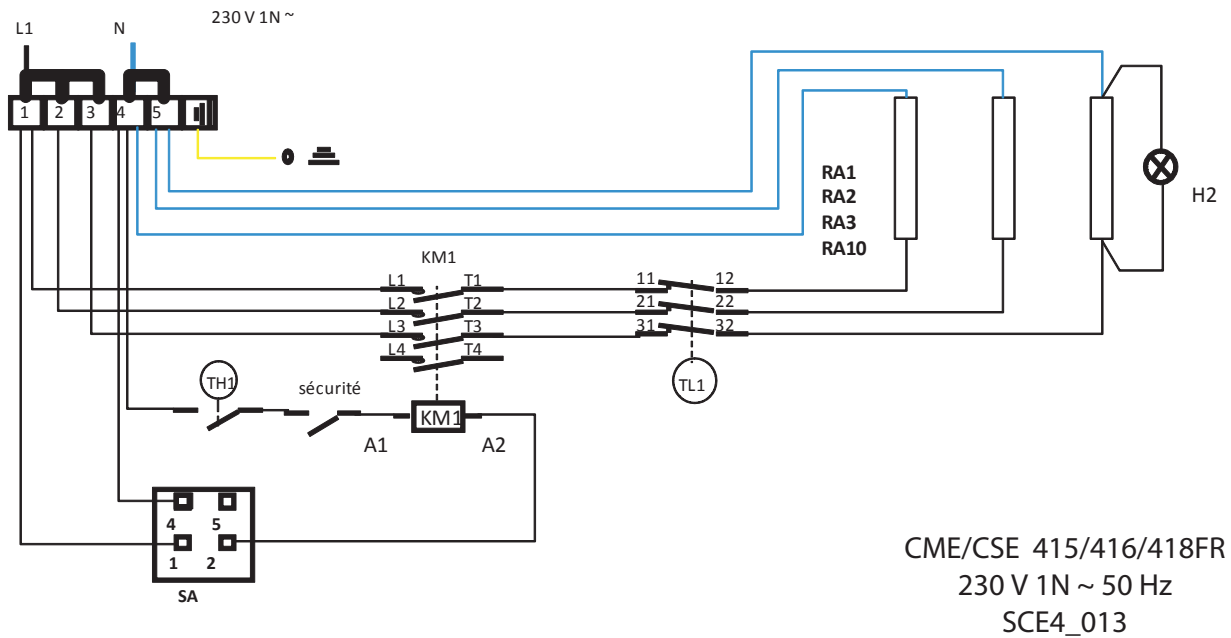 230 V 1N ~
L1
N
1 2 3 4 5
RA1
RA2
RA3
RA10
H2
KM1
L1 T1 11 12
L2 T2 21 22
L3 T3 31 32
L4 T4
TH1
sécurité
TL1
KM1
A1 A2
4 5
1 2
SA
CME/CSE 415/416/418FR
230 V 1N ~ 50 Hz
SCE4_013